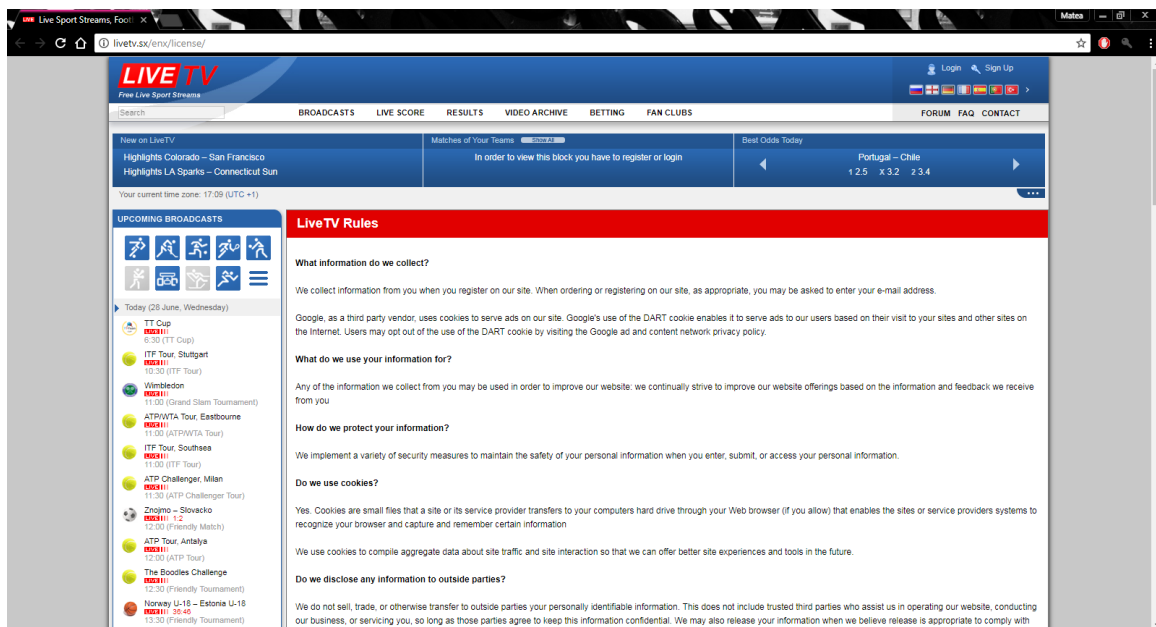 Live Sport Streams, Footl
Matea
livetv.sx/enx/license/
LIVE TV
Free Live Sport Streams
Login Sign Up
Search
BROADCASTS LIVE SCORE RESULTS VIDEO ARCHIVE BETTING FAN CLUBS
FORUM FAQ CONTACT
New on LiveTV
Highlights Colorado – San Francisco
Highlights LA Sparks – Connecticut Sun
Matches of Your Teams Show All
In order to view this block you have to register or login
Best Odds Today
Portugal – Chile
1 2.5 X 3.2 2 3.4
Your current time zone: 17:09 (UTC +1)
UPCOMING BROADCASTS
Today (28 June, Wednesday)
TT Cup
LIVE
6:30 (TT Cup)
ITF Tour, Stuttgart
LIVE
10:30 (ITF Tour)
Wimbledon
LIVE
11:00 (Grand Slam Tournament)
ATP/WTA Tour, Eastbourne
LIVE
11:00 (ATP/WTA Tour)
ITF Tour, Southsea
LIVE
11:00 (ITF Tour)
ATP Challenger, Milan
LIVE
11:30 (ATP Challenger Tour)
Znojmo – Slovacko
LIVE 1:2
12:00 (Friendly Match)
ATP Tour, Antalya
LIVE
12:00 (ATP Tour)
The Boodles Challenge
LIVE
12:30 (Friendly Tournament)
Norway U-18 – Estonia U-18
LIVE 36:46
13:30 (Friendly Tournament)
LiveTV Rules
What information do we collect?
We collect information from you when you register on our site. When ordering or registering on our site, as appropriate, you may be asked to enter your e-mail address.
Google, as a third party vendor, uses cookies to serve ads on our site. Google's use of the DART cookie enables it to serve ads to our users based on their visit to your sites and other sites on
the Internet. Users may opt out of the use of the DART cookie by visiting the Google ad and content network privacy policy.
What do we use your information for?
Any of the information we collect from you may be used in order to improve our website: we continually strive to improve our website offerings based on the information and feedback we receive
from you
How do we protect your information?
We implement a variety of security measures to maintain the safety of your personal information when you enter, submit, or access your personal information.
Do we use cookies?
Yes. Cookies are small files that a site or its service provider transfers to your computers hard drive through your Web browser (if you allow) that enables the sites or service providers systems to
recognize your browser and capture and remember certain information
We use cookies to compile aggregate data about site traffic and site interaction so that we can offer better site experiences and tools in the future.
Do we disclose any information to outside parties?
We do not sell, trade, or otherwise transfer to outside parties your personally identifiable information. This does not include trusted third parties who assist us in operating our website, conducting
our business, or servicing you, so long as those parties agree to keep this information confidential. We may also release your information when we believe release is appropriate to comply with